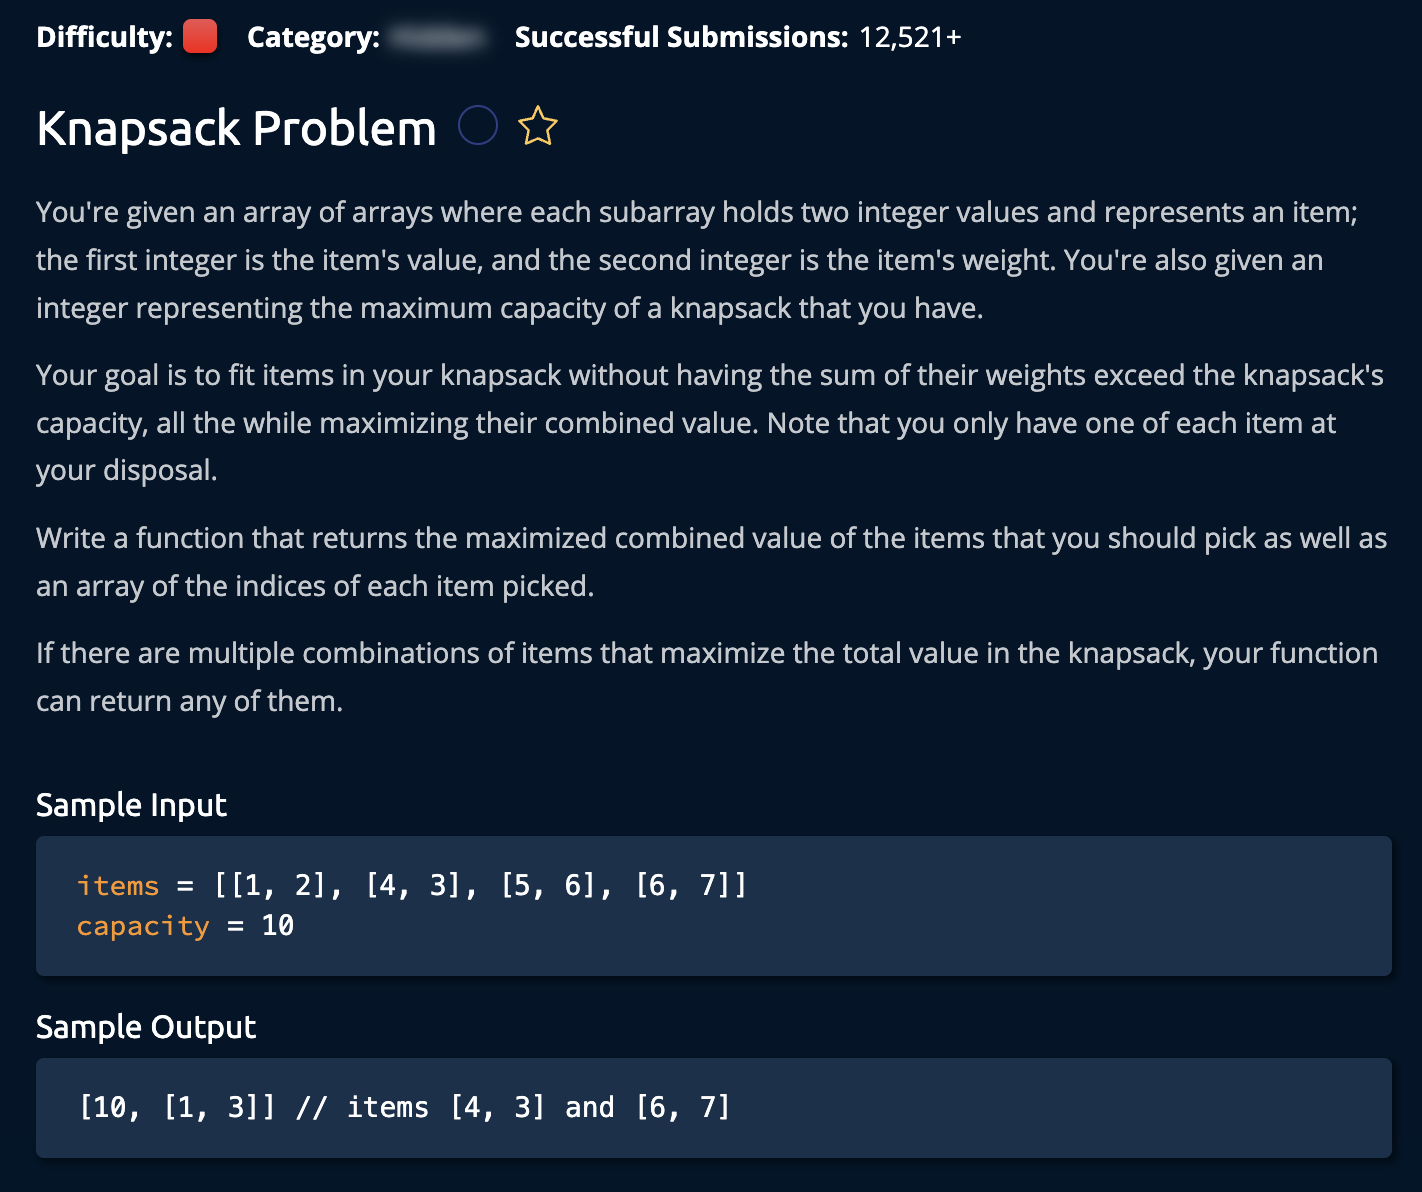 Difficulty: Category: Successful Submissions: 12,521+
Knapsack Problem
You're given an array of arrays where each subarray holds two integer values and represents an item;
the first integer is the item's value, and the second integer is the item's weight. You're also given an
integer representing the maximum capacity of a knapsack that you have.
Your goal is to fit items in your knapsack without having the sum of their weights exceed the knapsack's
capacity, all the while maximizing their combined value. Note that you only have one of each item at
your disposal.
Write a function that returns the maximized combined value of the items that you should pick as well as
an array of the indices of each item picked.
If there are multiple combinations of items that maximize the total value in the knapsack, your function
can return any of them.
Sample Input
items = [[1, 2], [4, 3], [5, 6], [6, 7]]
capacity = 10
Sample Output
[10, [1, 3]] // items [4, 3] and [6, 7]